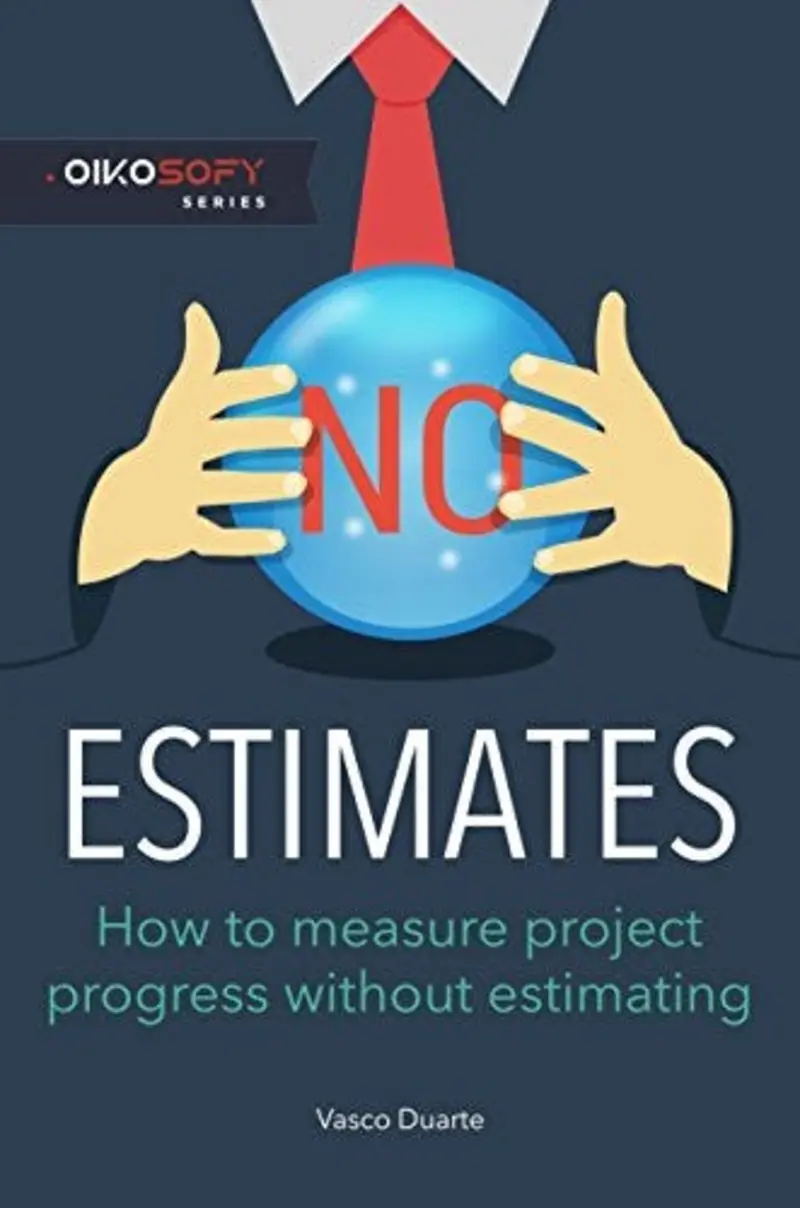 OIKOSOFY
SERIES
NO
ESTIMATES
How to measure project
progress without estimating
Vasco Duarte